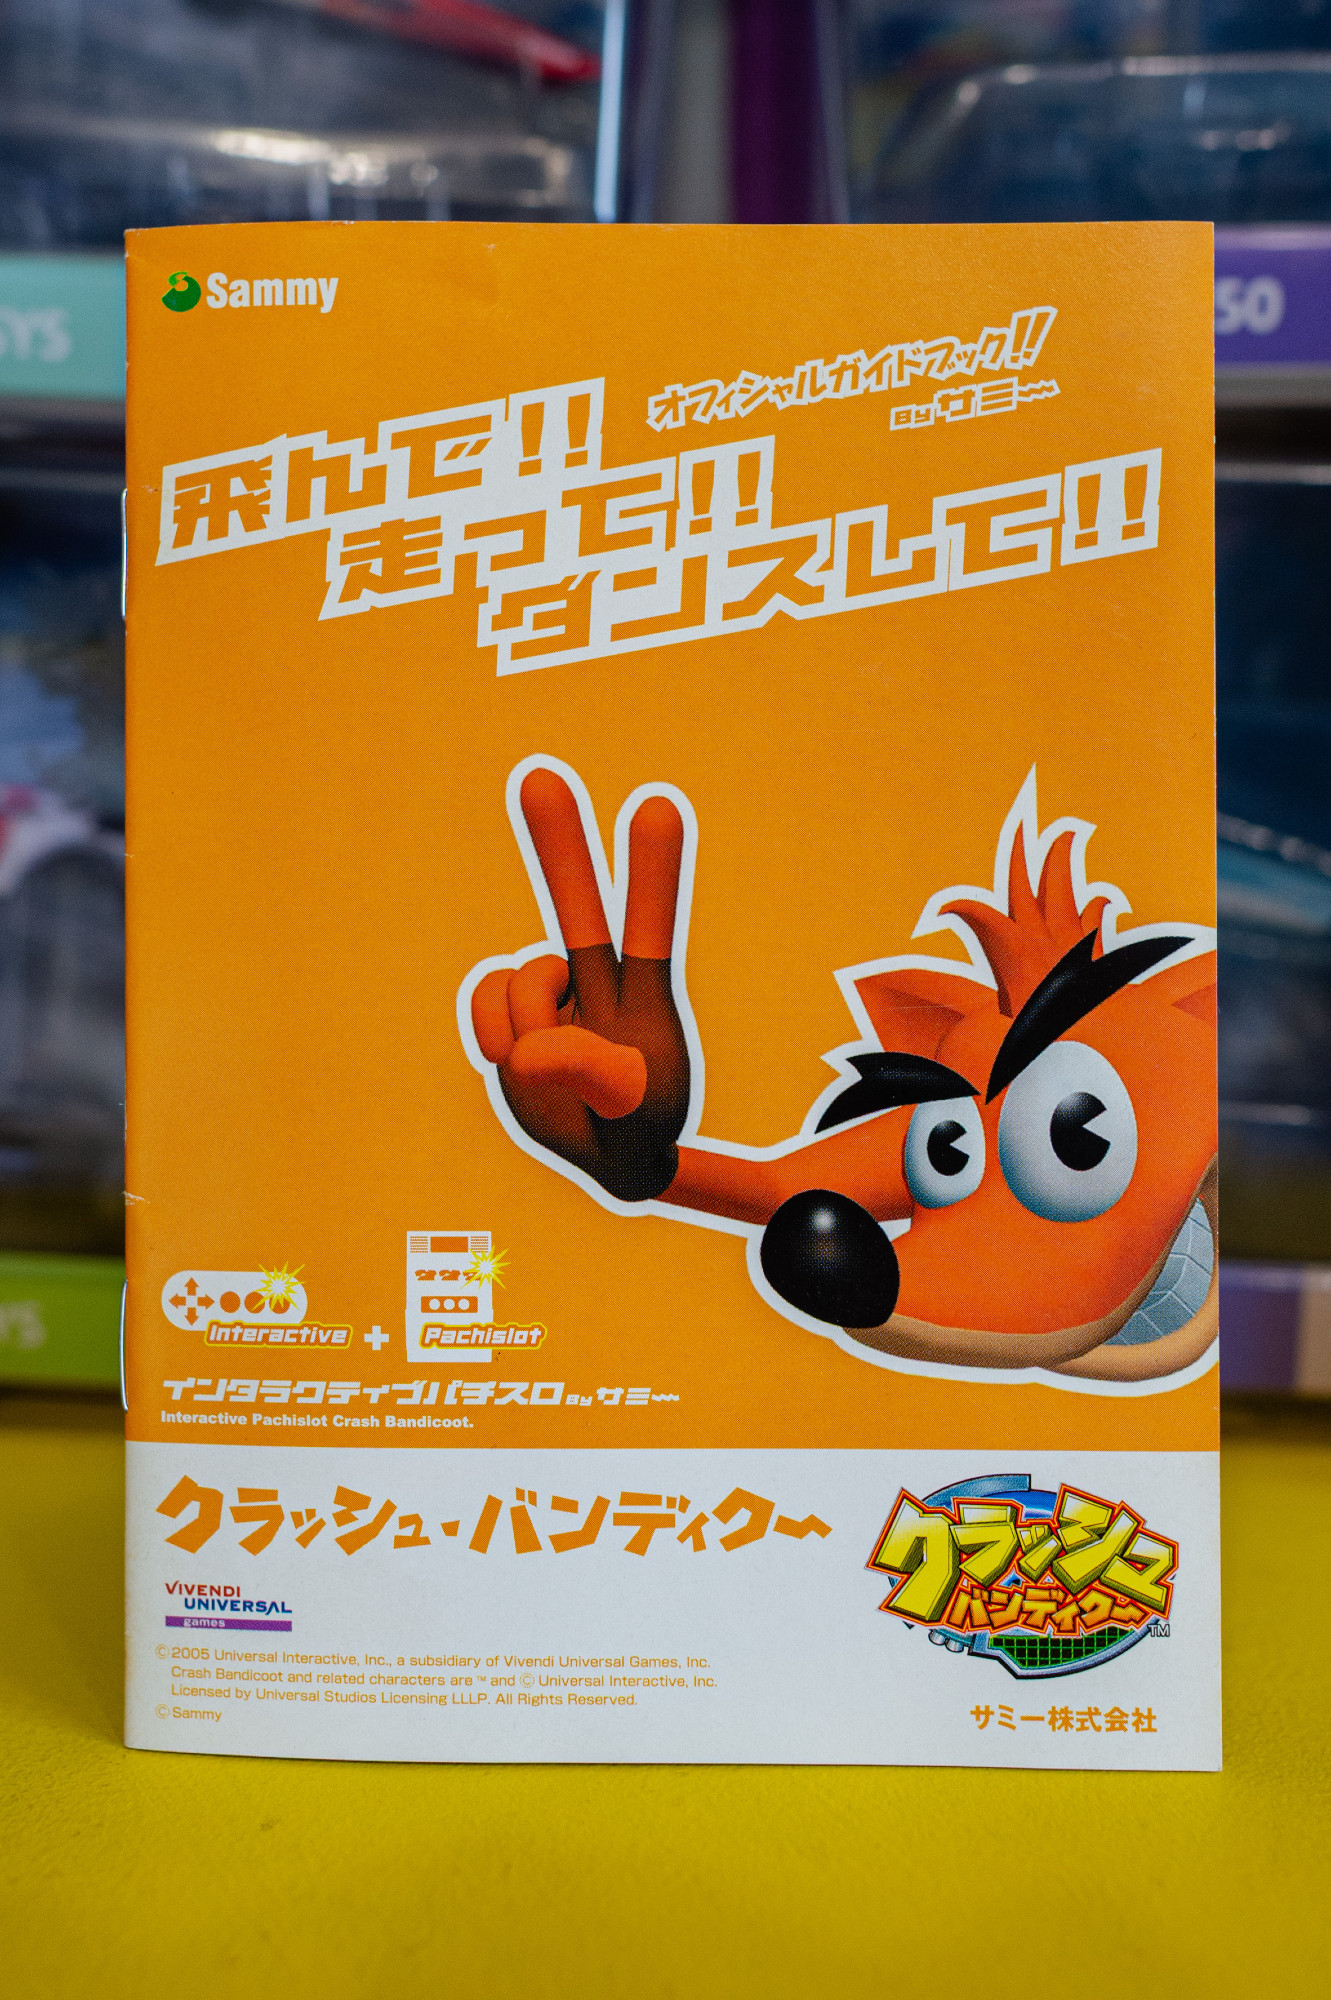 Sammy
オフィシャルガイドブック!!
By サミー
飛んで!!
走って!!
ダンスして!!
Interactive + Pachislot
インタラクティブパチスロ By サミー
Interactive Pachislot Crash Bandicoot.
クラッシュ・バンディクー
クラッシュ
バンディクー
TM
VIVENDI
UNIVERSAL
games
©2005 Universal Interactive, Inc., a subsidiary of Vivendi Universal Games, Inc.
Crash Bandicoot and related characters are ™ and © Universal Interactive, Inc.
Licensed by Universal Studios Licensing LLLP. All Rights Reserved.
©Sammy
サミー株式会社
50